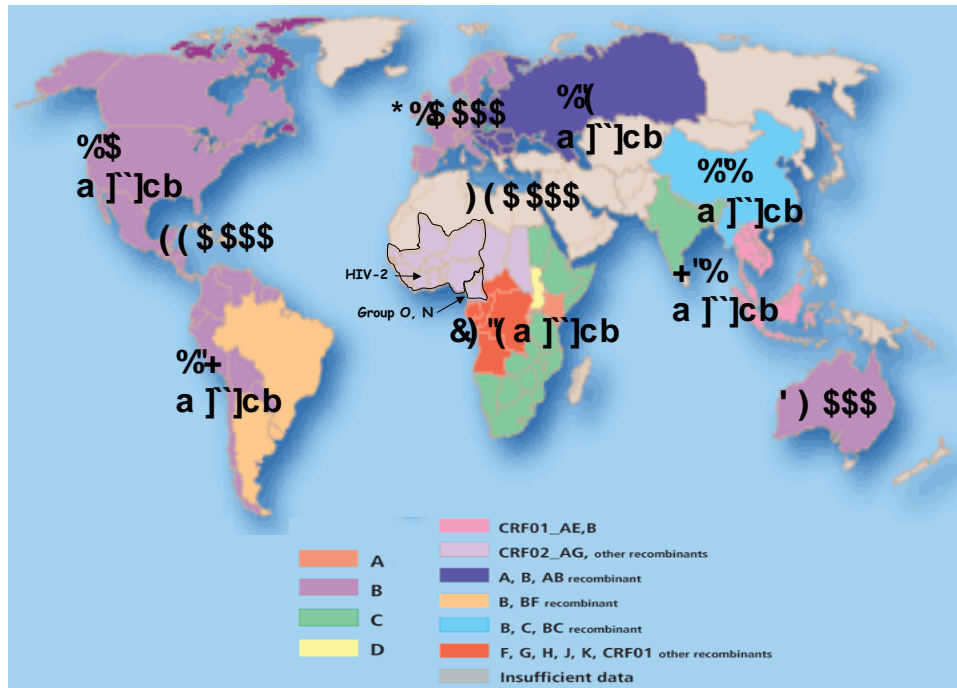 %"(
a ]``]cb
* %$ $$$
%"$
a ]``]cb
%"%
a ]``]cb
) ( $ $$$
( ( $ $$$
HIV-2
+"%
a ]``]cb
Group O, N
&) "( a ]``]cb
%"+
a ]``]cb
' ) $$$
A
B
C
D
CRF01_AE,B
CRF02_AG, other recombinants
A, B, AB recombinant
B, BF recombinant
B, C, BC recombinant
F, G, H, J, K, CRF01 other recombinants
Insufficient data